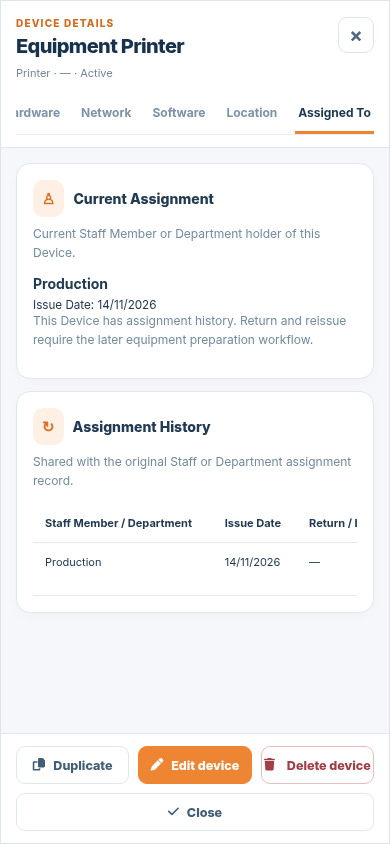 DEVICE DETAILS
Equipment Printer
Printer · — · Active
ardware Network Software Location Assigned To
Current Assignment
Current Staff Member or Department holder of this
Device.
Production
Issue Date: 14/11/2026
This Device has assignment history. Return and reissue
require the later equipment preparation workflow.
Assignment History
Shared with the original Staff or Department assignment
record.
Staff Member / Department Issue Date Return /
Production 14/11/2026 —
Duplicate Edit device Delete device
Close